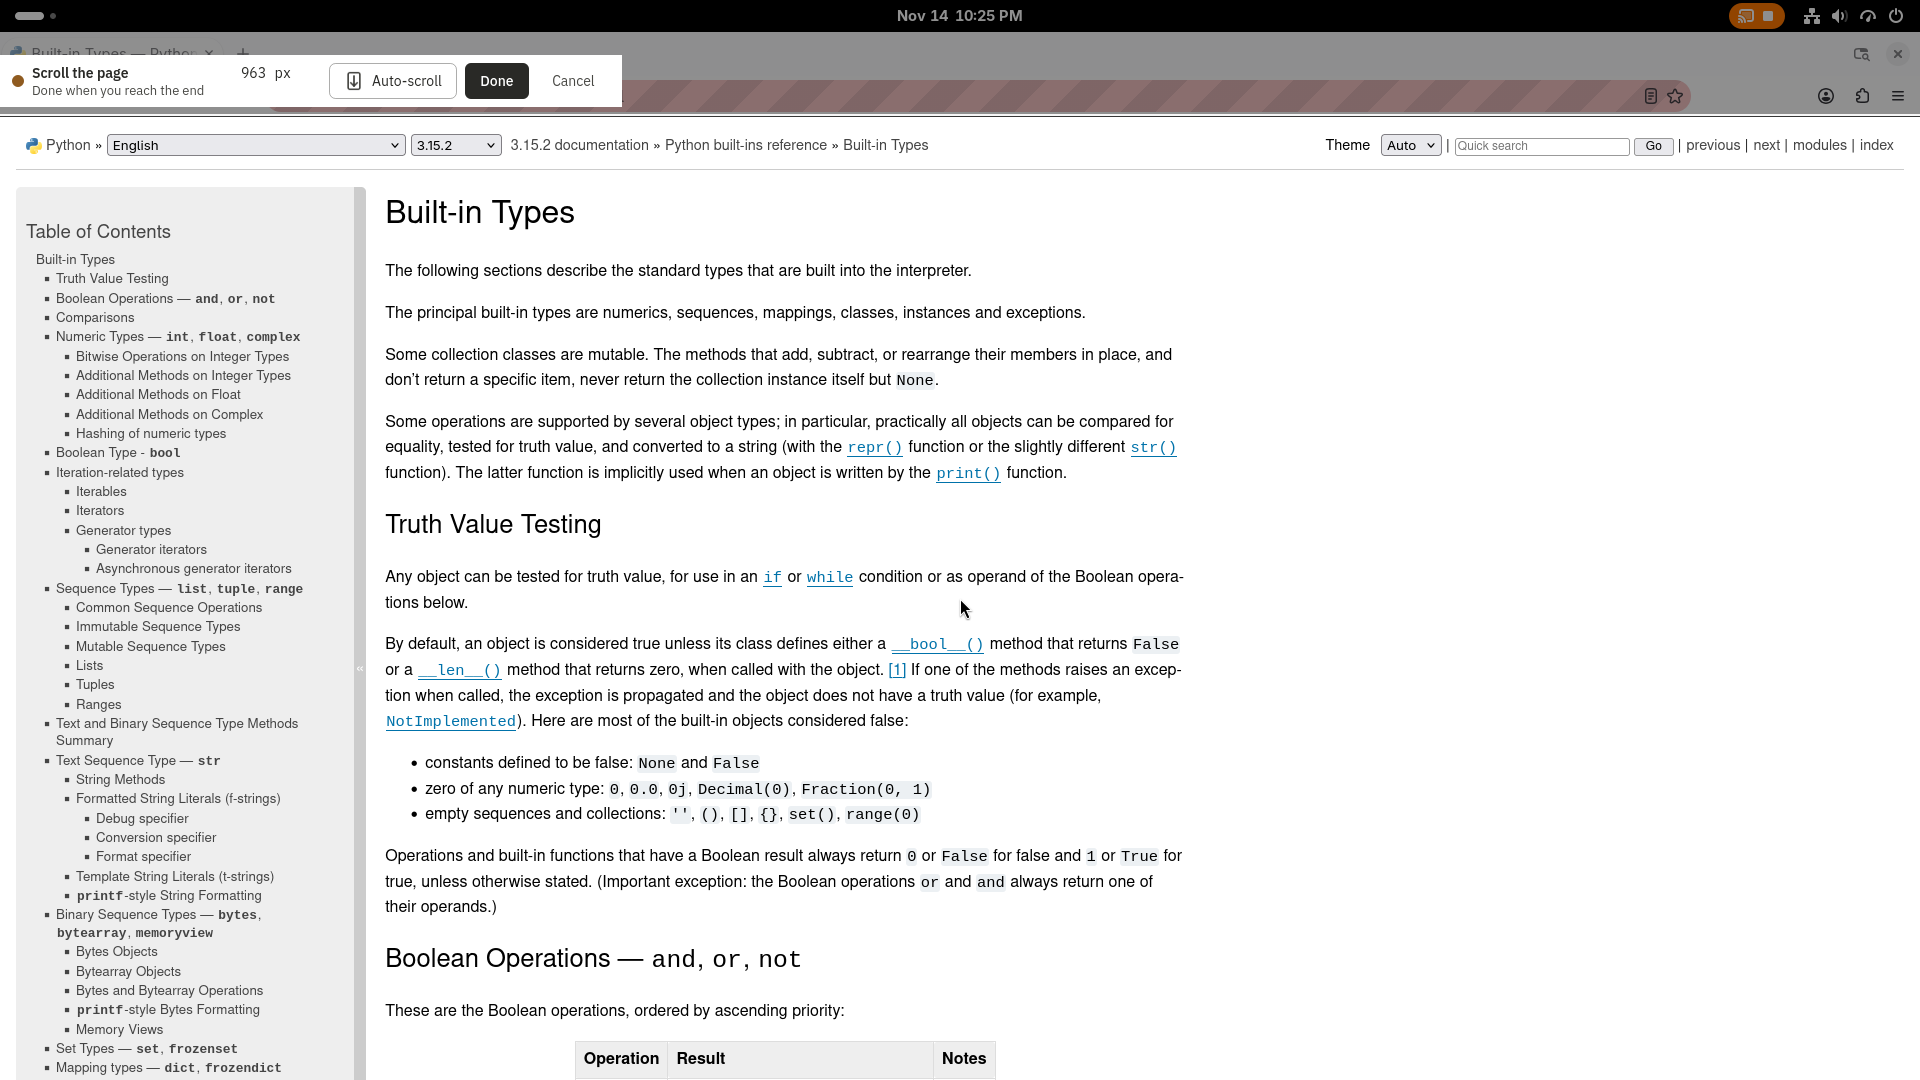 Nov 14 10:25 PM
Built-in Types — Python
Scroll the page
Done when you reach the end
963 px
Auto-scroll
Done
Cancel
Python » English 3.15.2 3.15.2 documentation » Python built-ins reference » Built-in Types
Theme Auto | Quick search Go | previous | next | modules | index
Table of Contents
Built-in Types
Truth Value Testing
Boolean Operations — and, or, not
Comparisons
Numeric Types — int, float, complex
Bitwise Operations on Integer Types
Additional Methods on Integer Types
Additional Methods on Float
Additional Methods on Complex
Hashing of numeric types
Boolean Type - bool
Iteration-related types
Iterables
Iterators
Generator types
Generator iterators
Asynchronous generator iterators
Sequence Types — list, tuple, range
Common Sequence Operations
Immutable Sequence Types
Mutable Sequence Types
Lists
Tuples
Ranges
Text and Binary Sequence Type Methods
Summary
Text Sequence Type — str
String Methods
Formatted String Literals (f-strings)
Debug specifier
Conversion specifier
Format specifier
Template String Literals (t-strings)
printf-style String Formatting
Binary Sequence Types — bytes,
bytearray, memoryview
Bytes Objects
Bytearray Objects
Bytes and Bytearray Operations
printf-style Bytes Formatting
Memory Views
Set Types — set, frozenset
Mapping types — dict, frozendict
«
Built-in Types
The following sections describe the standard types that are built into the interpreter.
The principal built-in types are numerics, sequences, mappings, classes, instances and exceptions.
Some collection classes are mutable. The methods that add, subtract, or rearrange their members in place, and
don’t return a specific item, never return the collection instance itself but None.
Some operations are supported by several object types; in particular, practically all objects can be compared for
equality, tested for truth value, and converted to a string (with the repr() function or the slightly different str()
function). The latter function is implicitly used when an object is written by the print() function.
Truth Value Testing
Any object can be tested for truth value, for use in an if or while condition or as operand of the Boolean opera-
tions below.
By default, an object is considered true unless its class defines either a __bool__() method that returns False
or a __len__() method that returns zero, when called with the object. [1] If one of the methods raises an excep-
tion when called, the exception is propagated and the object does not have a truth value (for example,
NotImplemented). Here are most of the built-in objects considered false:
• constants defined to be false: None and False
• zero of any numeric type: 0, 0.0, 0j, Decimal(0), Fraction(0, 1)
• empty sequences and collections: '', (), [], {}, set(), range(0)
Operations and built-in functions that have a Boolean result always return 0 or False for false and 1 or True for
true, unless otherwise stated. (Important exception: the Boolean operations or and and always return one of
their operands.)
Boolean Operations — and, or, not
These are the Boolean operations, ordered by ascending priority:
Operation Result Notes